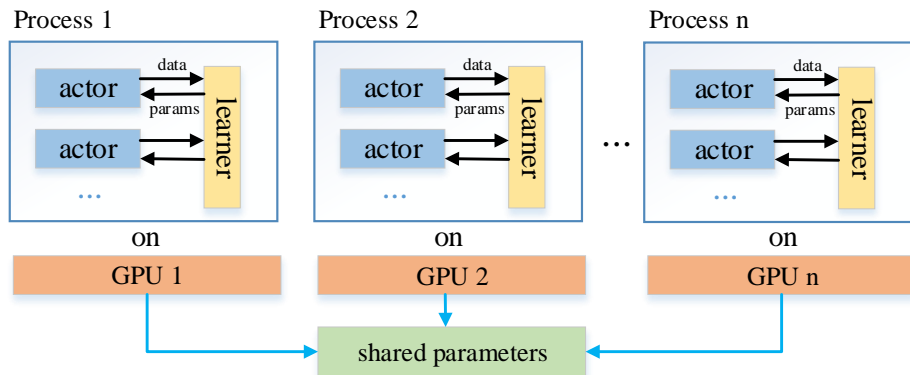 Process 1
data
actor
params
actor
...
learner
on
GPU 1
Process 2
data
actor
params
actor
...
learner
on
GPU 2
...
Process n
data
actor
params
actor
...
learner
on
GPU n
shared parameters